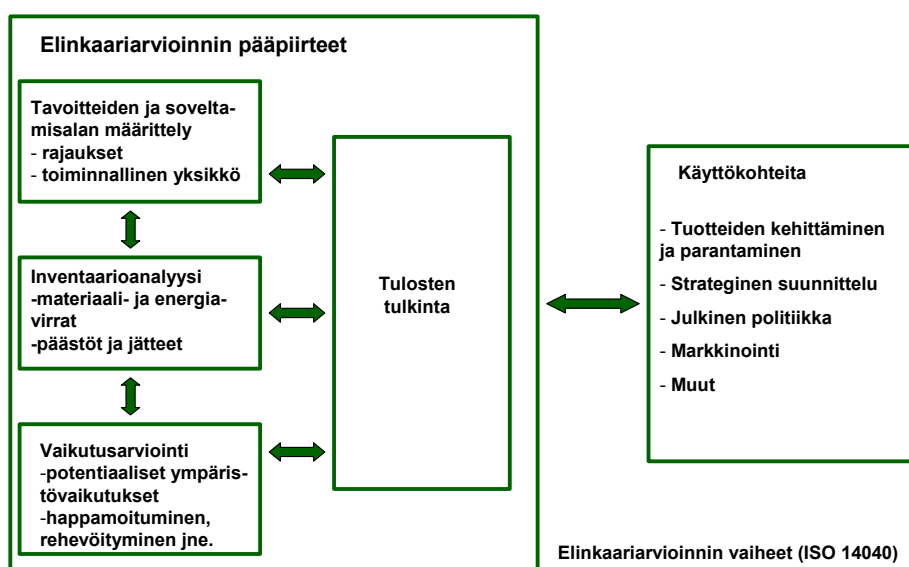 Elinkaariarvioinnin pääpiirteet
Tavoitteiden ja sovelta-
misalan määrittely
- rajaukset
- toiminnallinen yksikkö
Inventaarioanalyysi
-materiaali- ja energia-
virrat
-päästöt ja jätteet
Vaikutusarviointi
-potentiaaliset ympäris-
tövaikutukset
-happamoituminen,
rehevöityminen jne.
Tulosten
tulkinta
Käyttökohteita
- Tuotteiden kehittäminen
ja parantaminen
- Strateginen suunnittelu
- Julkinen politiikka
- Markkinointi
- Muut
Elinkaariarvioinnin vaiheet (ISO 14040)